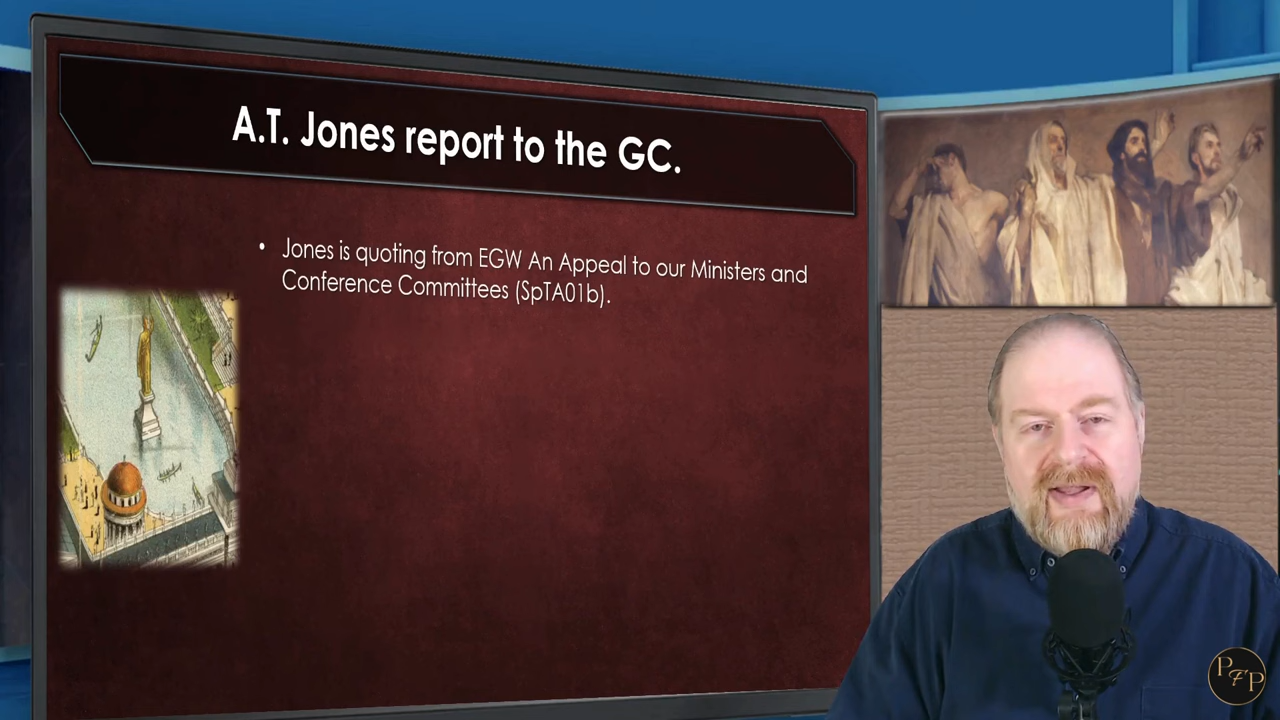 A.T. Jones report to the GC.
• Jones is quoting from EGW An Appeal to our Ministers and
Conference Committees (SpTA01b).
PFP